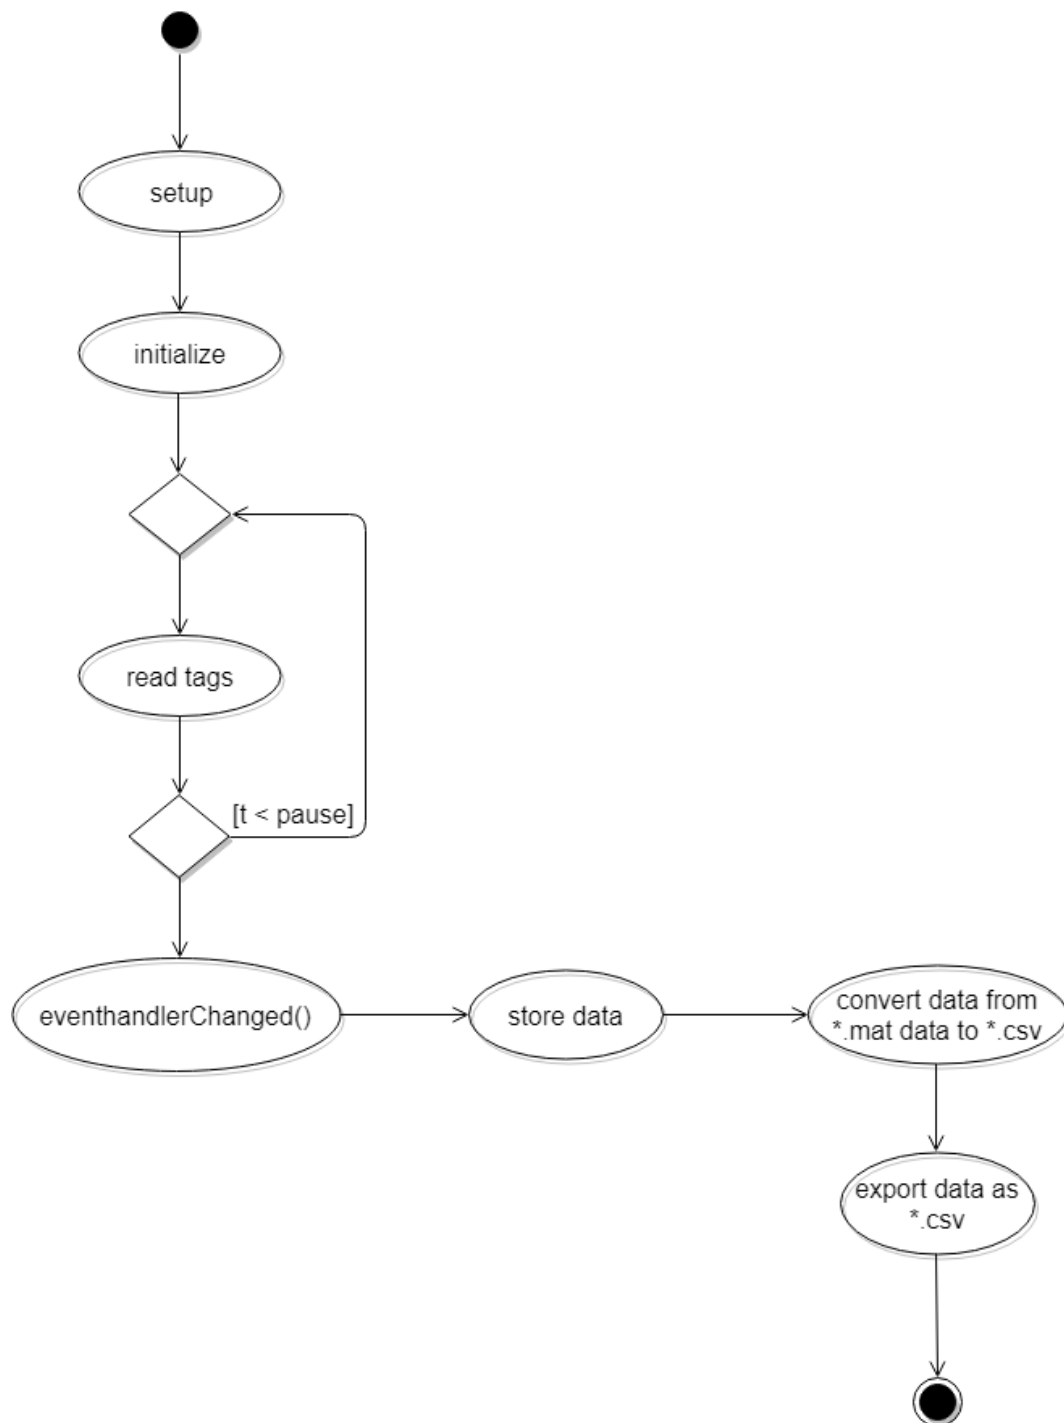 setup
initialize
read tags
[t < pause]
eventhandlerChanged()
store data
convert data from
*.mat data to *.csv
export data as
*.csv